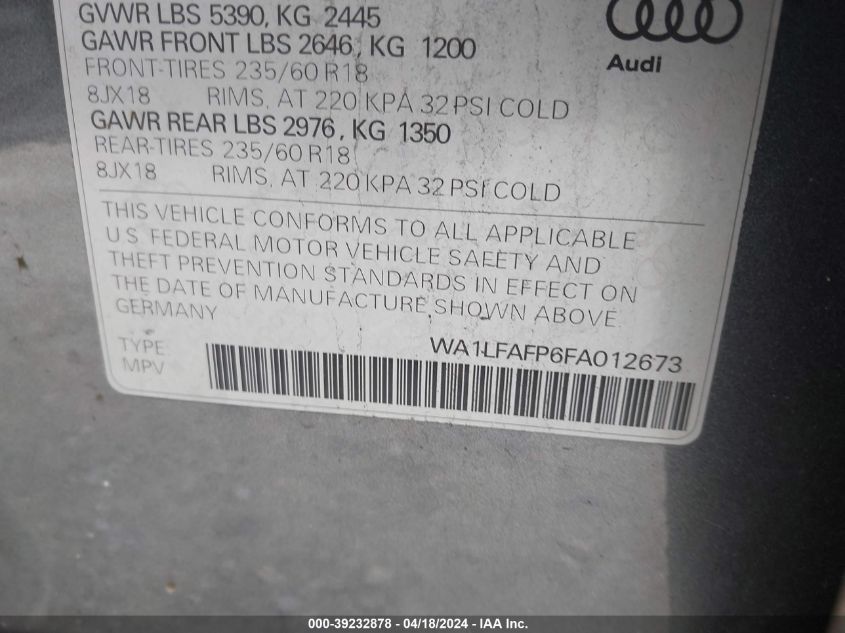 GVWR LBS 5390, KG 2445
GAWR FRONT LBS 2646, KG 1200
FRONT-TIRES 235/60 R18
8JX18 RIMS, AT 220 KPA 32 PSI COLD
GAWR REAR LBS 2976, KG 1350
REAR-TIRES 235/60 R18
8JX18 RIMS, AT 220 KPA 32 PSI COLD
Audi
THIS VEHICLE CONFORMS TO ALL APPLICABLE
U.S. FEDERAL MOTOR VEHICLE SAFETY AND
THEFT PREVENTION STANDARDS IN EFFECT ON
THE DATE OF MANUFACTURE SHOWN ABOVE.
GERMANY
TYPE: WA1LFAFP6FA012673
MPV
000-39232878 - 04/18/2024 - IAA Inc.